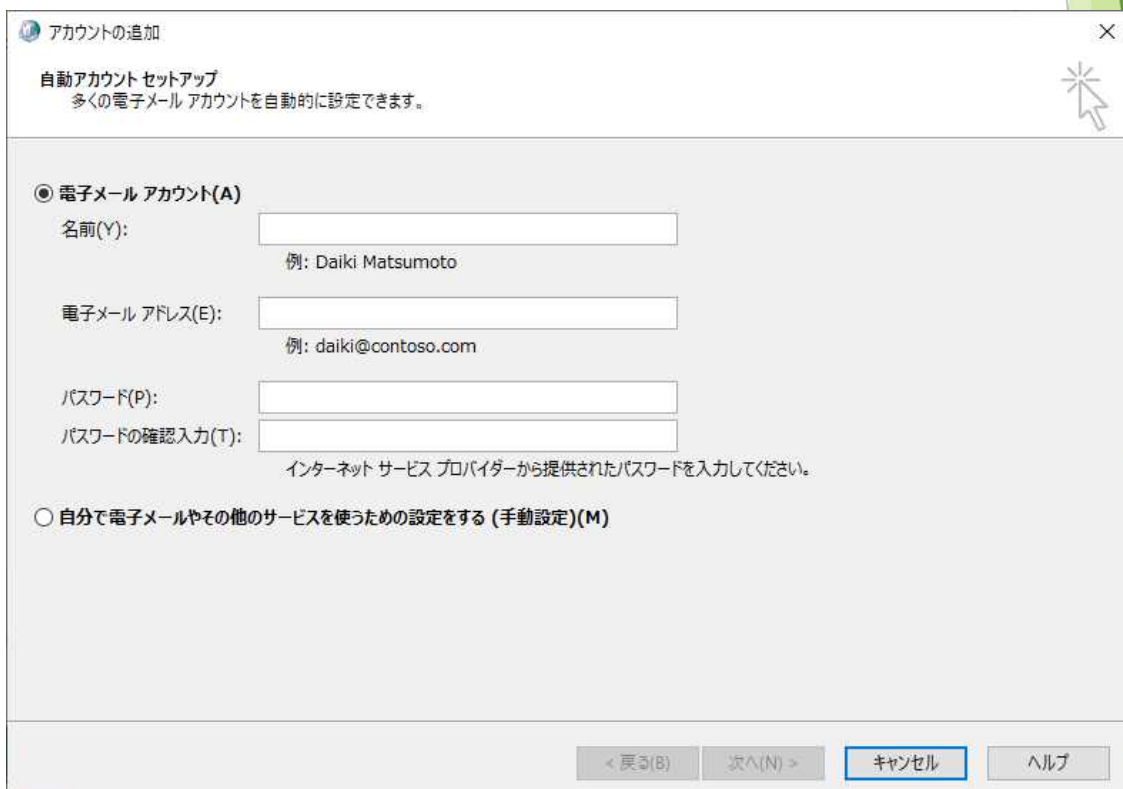 アカウントの追加
自動アカウント セットアップ
多くの電子メール アカウントを自動的に設定できます。
電子メール アカウント(A)
名前(Y):
例: Daiki Matsumoto
電子メール アドレス(E):
例: daiki@contoso.com
パスワード(P):
パスワードの確認入力(T):
インターネット サービス プロバイダーから提供されたパスワードを入力してください。
自分で電子メールやその他のサービスを使うための設定をする (手動設定)(M)
< 戻る(B) 次へ(N) > キャンセル ヘルプ